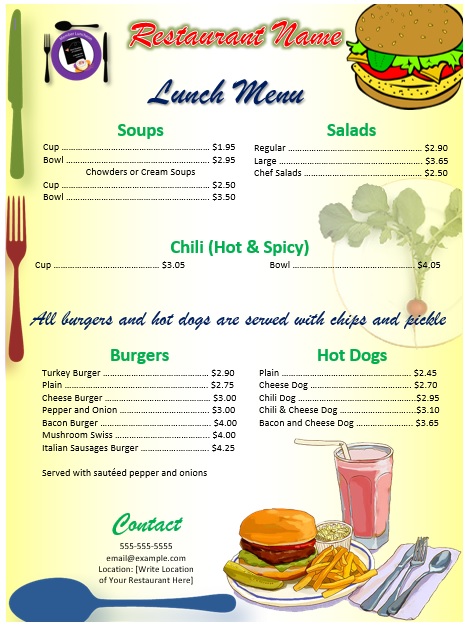 Restaurant Name
Lunch Menu
Soups
Cup ........................ $1.95
Bowl ........................ $2.95
Chowders or Cream Soups
Cup ........................ $2.50
Bowl ........................ $3.50
Salads
Regular ........................ $2.90
Large ........................ $3.65
Chef Salads ........................ $2.50
Chili (Hot & Spicy)
Cup ........................ $3.05
Bowl ........................ $4.05
All burgers and hot dogs are served with chips and pickle
Burgers
Turkey Burger ........................ $2.90
Plain ........................ $2.75
Cheese Burger ........................ $3.00
Pepper and Onion ........................ $3.00
Bacon Burger ........................ $4.00
Mushroom Swiss ........................ $4.00
Italian Sausages Burger ........................ $4.25
Served with sautéed pepper and onions
Hot Dogs
Plain ........................ $2.45
Cheese Dog ........................ $2.70
Chili Dog ........................ $2.95
Chili & Cheese Dog ........................ $3.10
Bacon and Cheese Dog ........................ $3.65
Contact
555-555-5555
email@example.com
Location: [Write Location
of Your Restaurant Here]